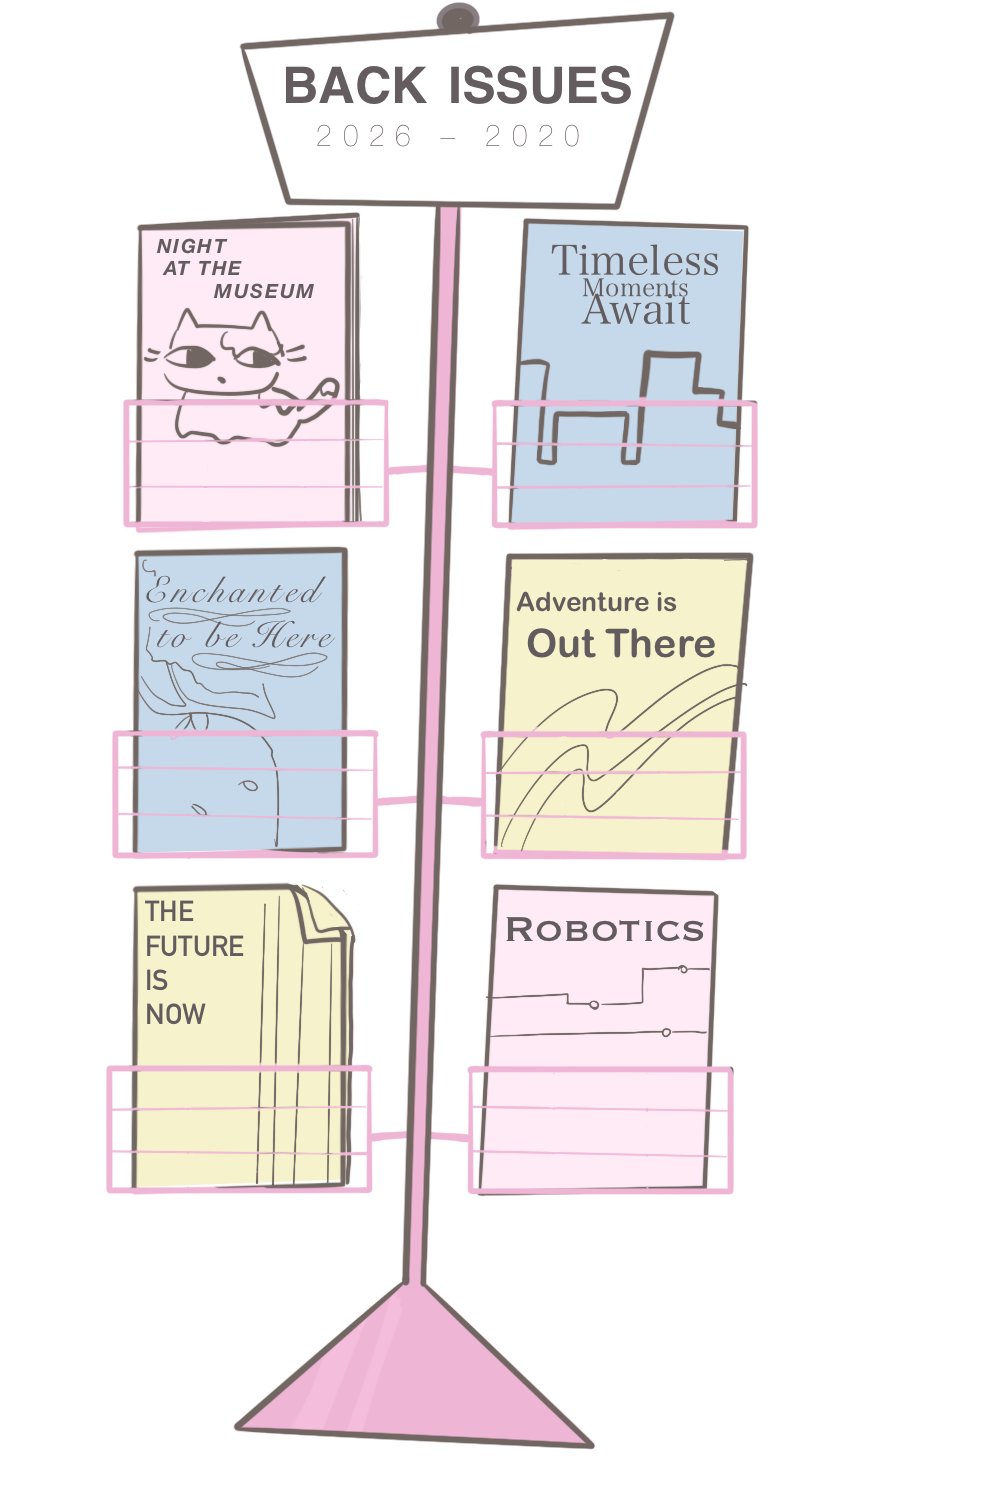 BACK ISSUES
2026 – 2020
NIGHT
AT THE
MUSEUM
Timeless
Moments
Await
Enchanted
to be Here
Adventure is
Out There
THE
FUTURE
IS
NOW
ROBOTICS